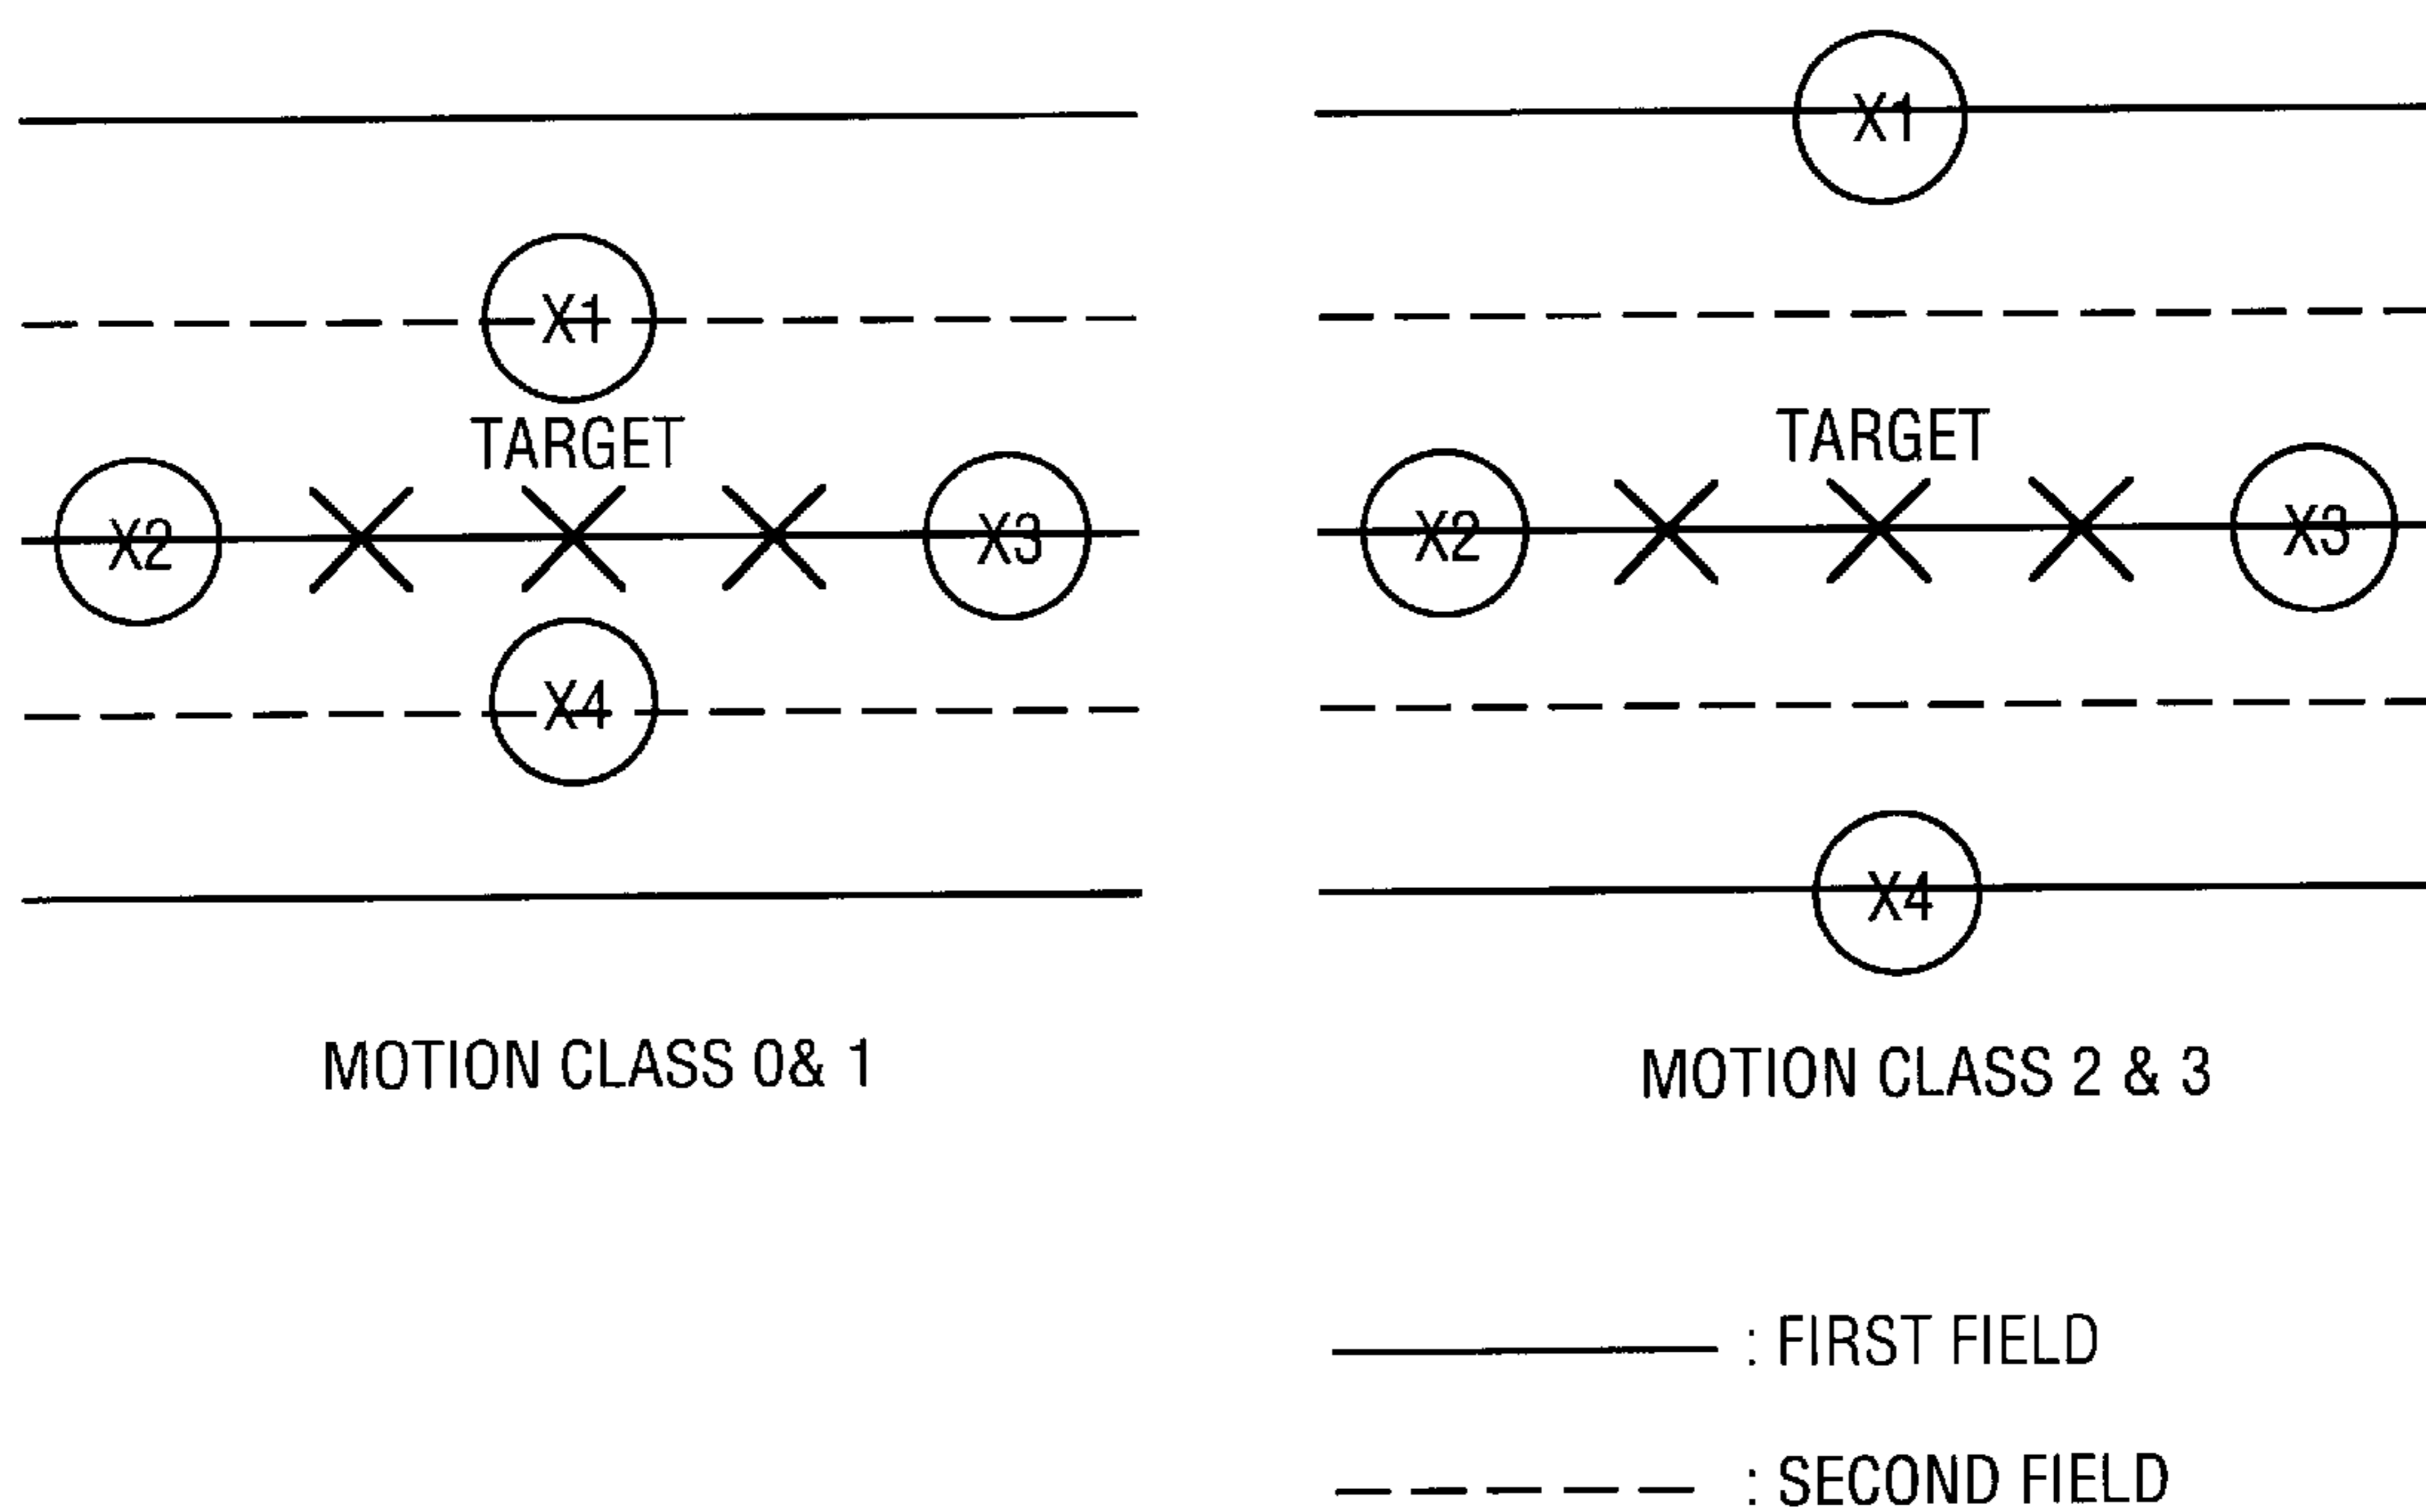 X1
TARGET
X2 X3
X4
MOTION CLASS 0& 1
X1
TARGET
X2 X3
X4
MOTION CLASS 2 & 3
: FIRST FIELD
: SECOND FIELD